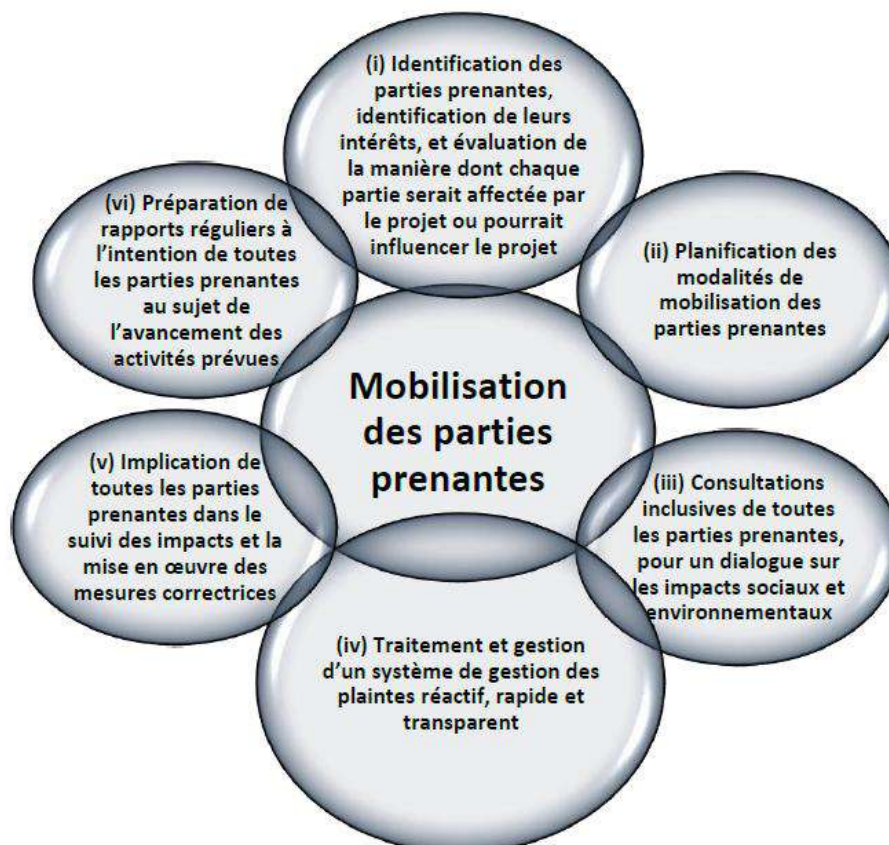 (i) Identification des
parties prenantes,
identification de leurs
intérêts, et évaluation de
la manière dont chaque
partie serait affectée par
le projet ou pourrait
influencer le projet
(ii) Planification des
modalités de
mobilisation des
parties prenantes
(iii) Consultations
inclusives de toutes
les parties prenantes,
pour un dialogue sur
les impacts sociaux et
environnementaux
(iv) Traitement et gestion
d'un système de gestion des
plaintes réactif, rapide et
transparent
(v) Implication de
toutes les parties
prenantes dans le
suivi des impacts et la
mise en œuvre des
mesures correctrices
(vi) Préparation de
rapports réguliers à
l'intention de toutes
les parties prenantes
au sujet de
l'avancement des
activités prévues
Mobilisation
des parties
prenantes